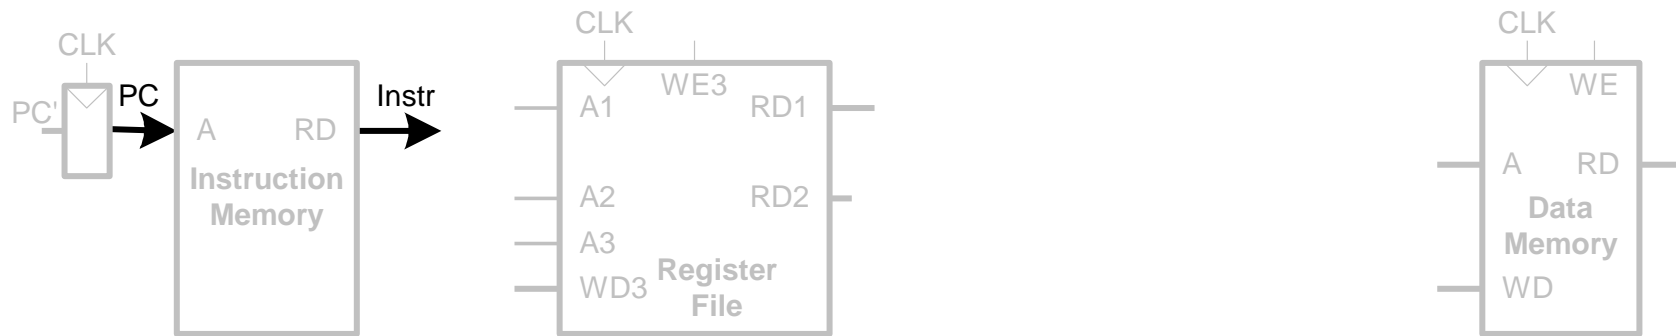 CLK
PC'
PC
A
RD
Instruction
Memory
Instr
CLK
WE3
A1
RD1
A2
RD2
A3
WD3
Register
File
CLK
WE
A
RD
Data
Memory
WD